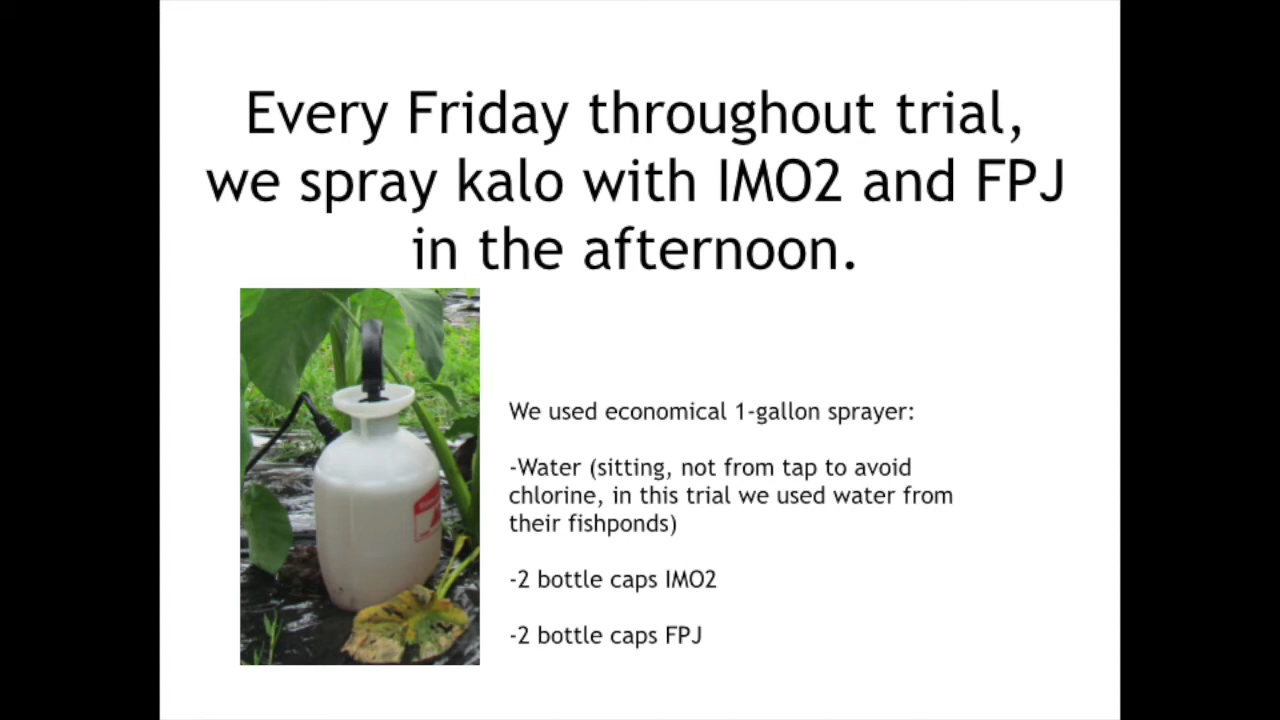 Every Friday throughout trial,
we spray kalo with IMO2 and FPJ
in the afternoon.
We used economical 1-gallon sprayer:
-Water (sitting, not from tap to avoid
chlorine, in this trial we used water from
their fishponds)
-2 bottle caps IMO2
-2 bottle caps FPJ